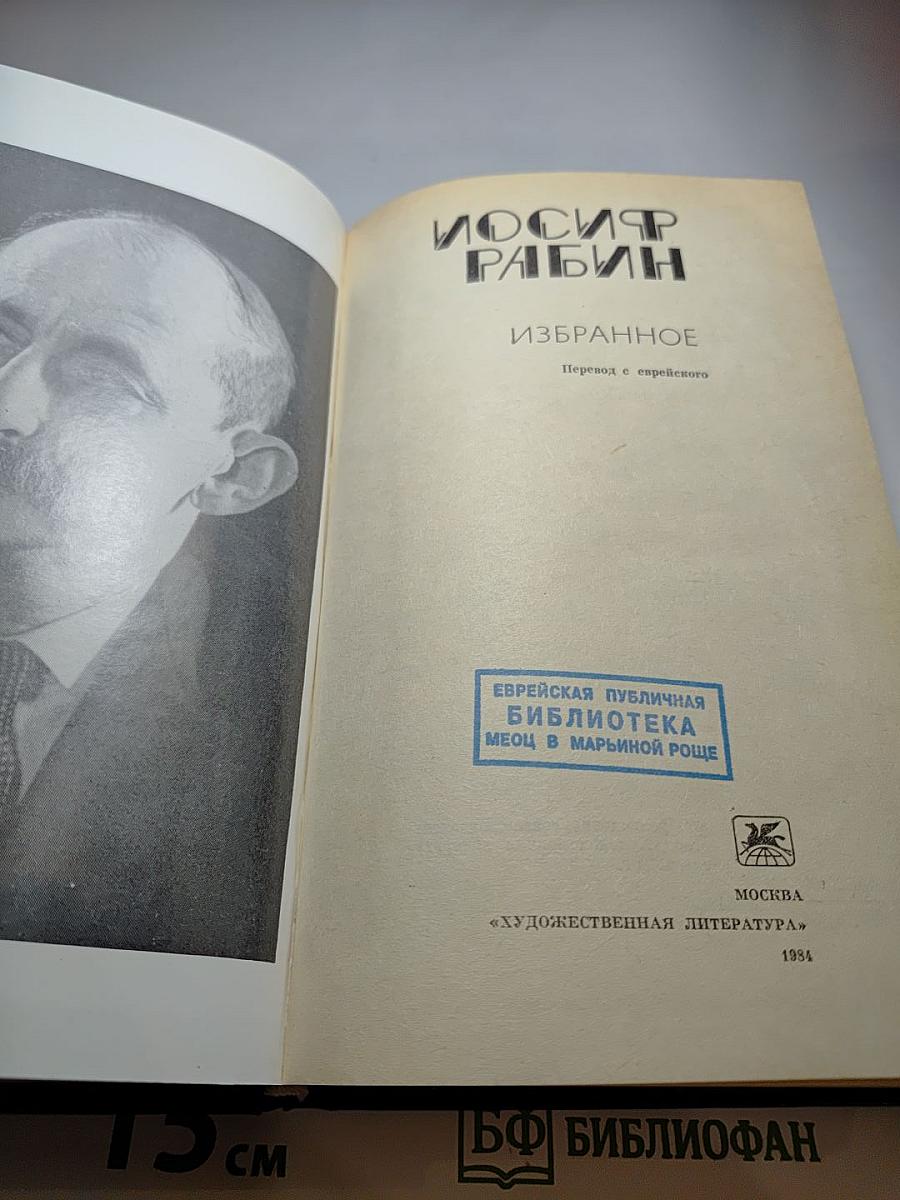 ИОСИФ
РАБИН
ИЗБРАННОЕ
Перевод с еврейского
ЕВРЕЙСКАЯ ПУБЛИЧНАЯ
БИБЛИОТЕКА
МЕОЦ В МАРЬИНОЙ РОЩЕ
МОСКВА
«ХУДОЖЕСТВЕННАЯ ЛИТЕРАТУРА»
1984
15 см
БФ БИБЛИОФАН